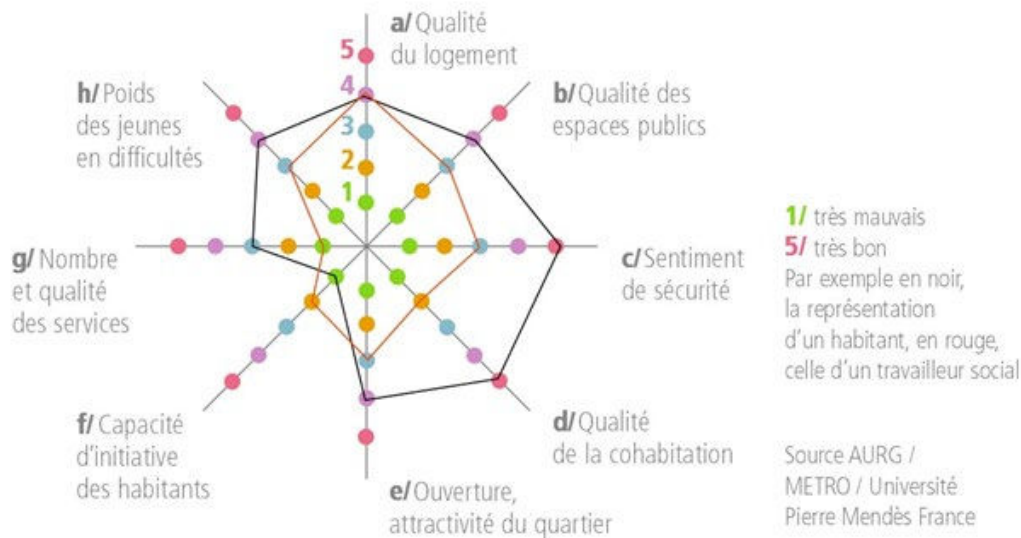 a/ Qualité
du logement
5
4
3
2
1
b/ Qualité des
espaces publics
c/ Sentiment
de sécurité
d/ Qualité
de la cohabitation
e/ Ouverture,
attractivité du quartier
f/ Capacité
d'initiative
des habitants
g/ Nombre
et qualité
des services
h/ Poids
des jeunes
en difficultés
1/ très mauvais
5/ très bon
Par exemple en noir,
la représentation
d'un habitant, en rouge,
celle d'un travailleur social
Source AURG /
METRO / Université
Pierre Mendès France